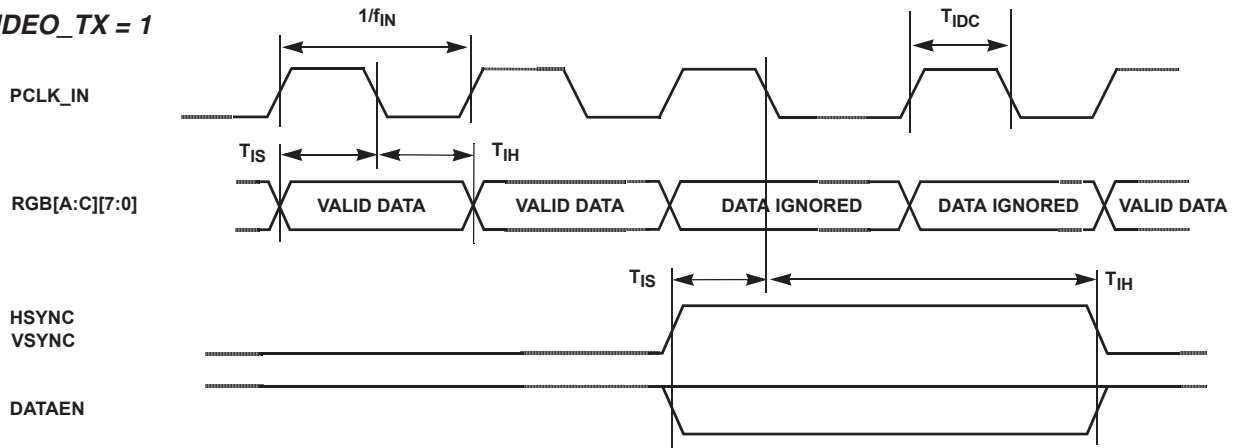 IDEO_TX = 1
1/fIN
TIDC
PCLK_IN
TIS
TIH
RGB[A:C][7:0]
VALID DATA
VALID DATA
DATA IGNORED
DATA IGNORED
VALID DATA
TIS
TIH
HSYNC
VSYNC
DATAEN